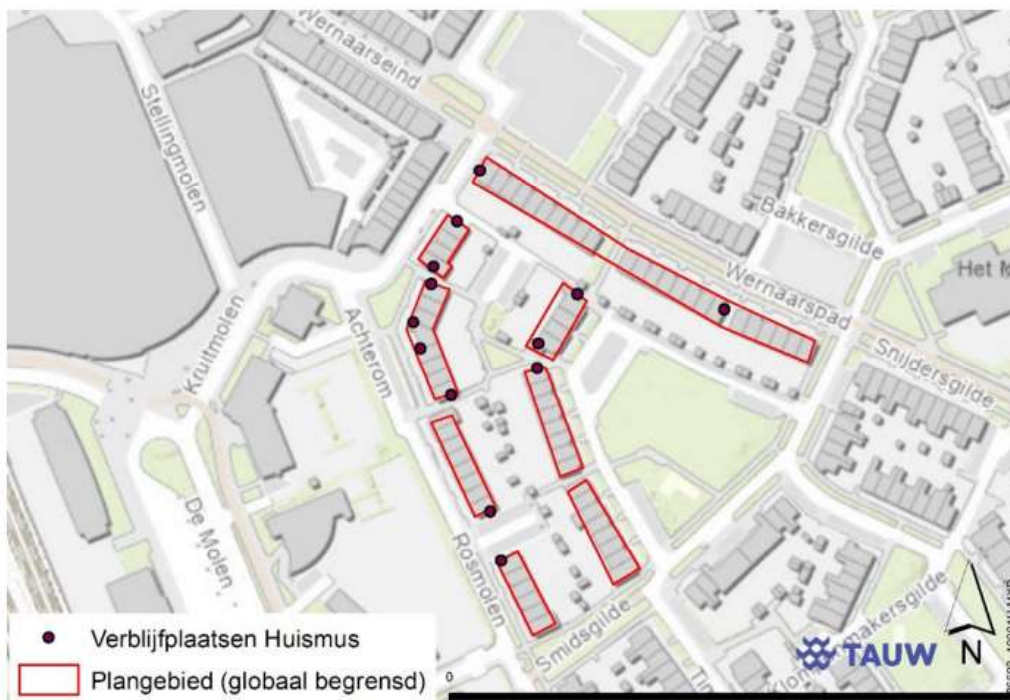 Wernaarseind
Stellingmolen
Bakkersgilde
Wernaarspad
Het
Kruitmolen
Achterom
Snijdersgilde
De Molen
Rosmolen
Smidsgilde
makersgilde
Verblijfplaatsen Huismus
Plangebied (globaal begrensd)
TAUW
N
0